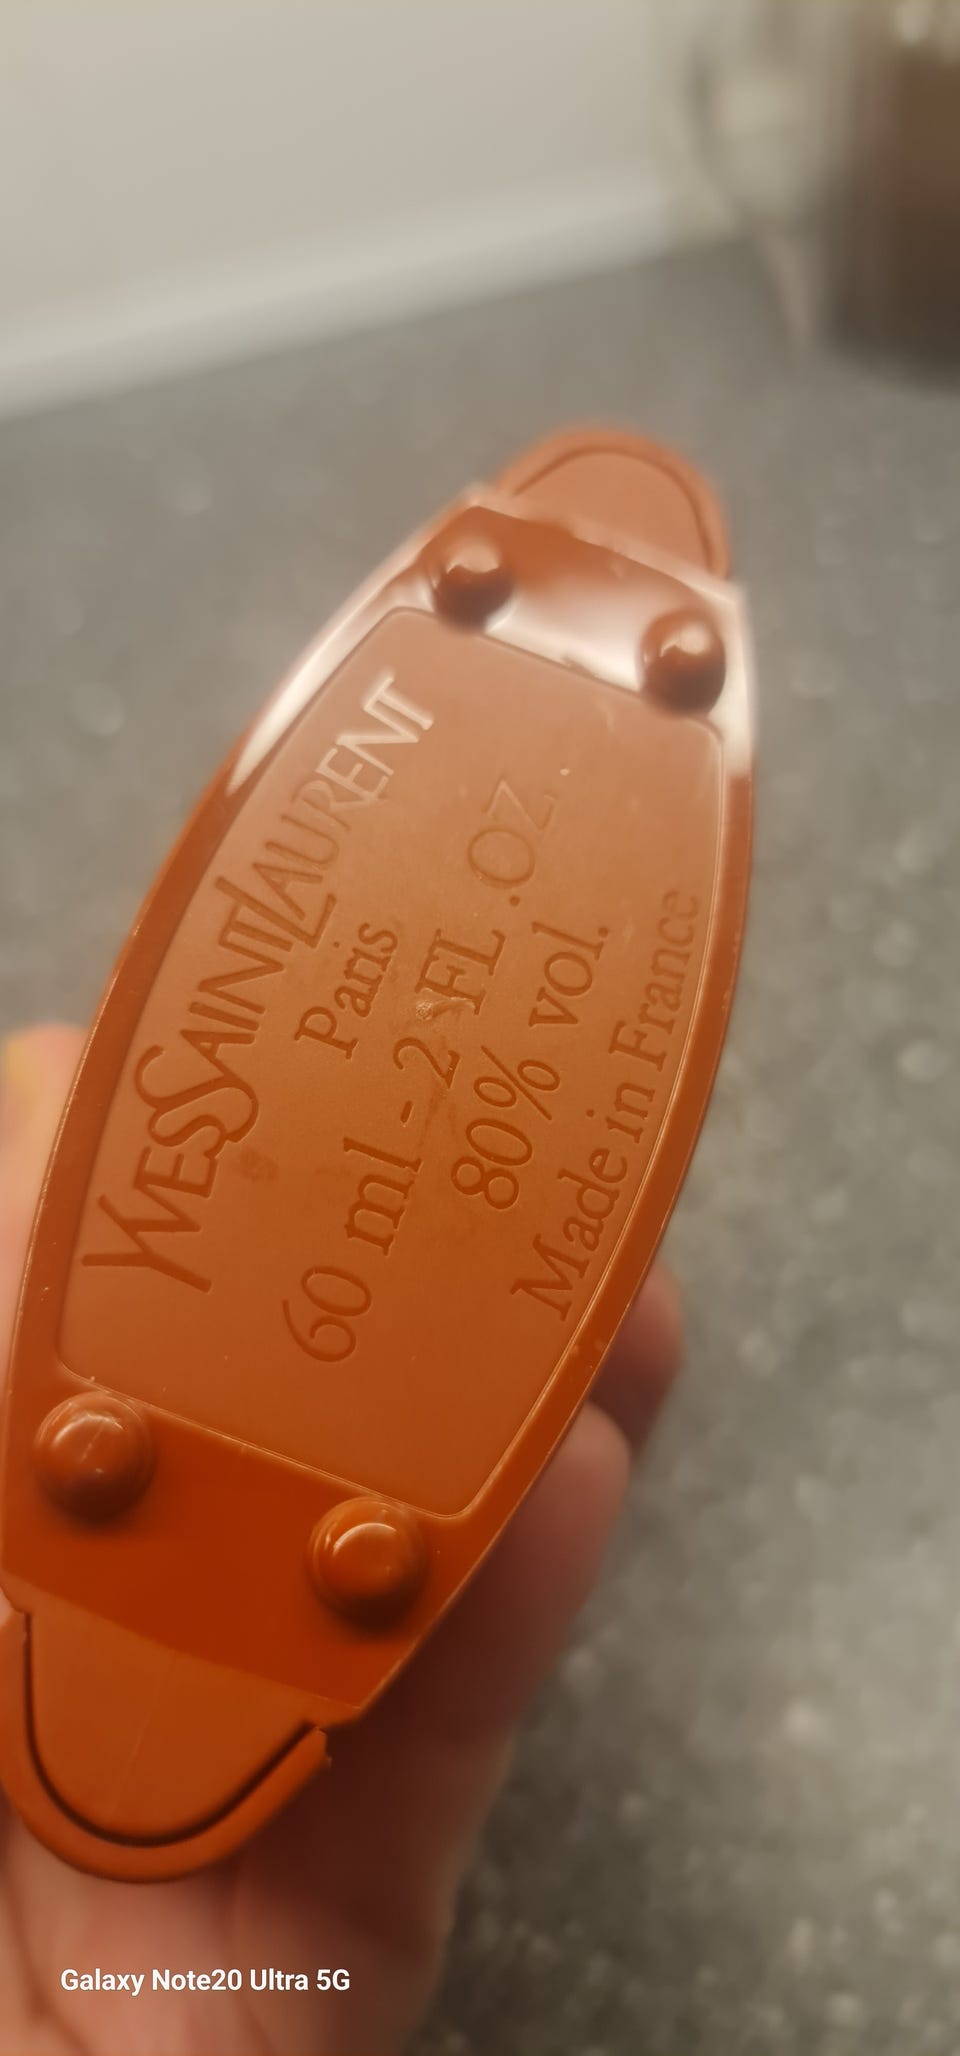 YVESSAINTLAURENT
Paris
60 ml - 2 FL .OZ.
80% vol.
Made in France
Galaxy Note20 Ultra 5G